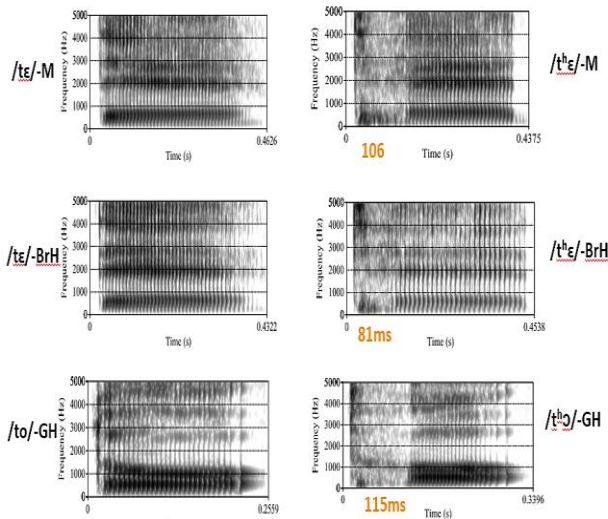 /tɛ/-M
Frequency (Hz)
5000
4000
3000
2000
1000
0
0
Time (s)
0.4626
/tʰɛ/-M
Frequency (Hz)
5000
4000
3000
2000
1000
0
0
106
Time (s)
0.4375
/tɛ/-BrH
Frequency (Hz)
5000
4000
3000
2000
1000
0
0
Time (s)
0.4322
/tʰɛ/-BrH
Frequency (Hz)
5000
4000
3000
2000
1000
0
0
81ms
Time (s)
0.4538
/to/-GH
Frequency (Hz)
5000
4000
3000
2000
1000
0
0
Time (s)
0.2559
/tʰɔ/-GH
Frequency (Hz)
5000
4000
3000
2000
1000
0
0
115ms
Time (s)
0.3396